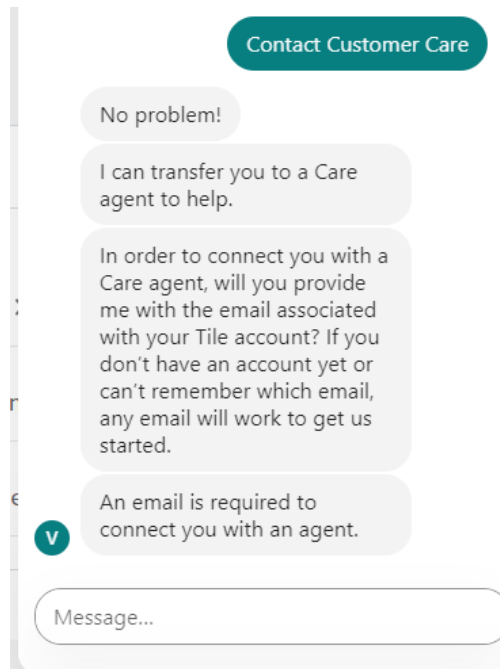 Contact Customer Care
No problem!
I can transfer you to a Care
agent to help.
In order to connect you with a
Care agent, will you provide
me with the email associated
with your Tile account? If you
don't have an account yet or
can't remember which email,
any email will work to get us
started.
An email is required to
connect you with an agent.
V
Message...